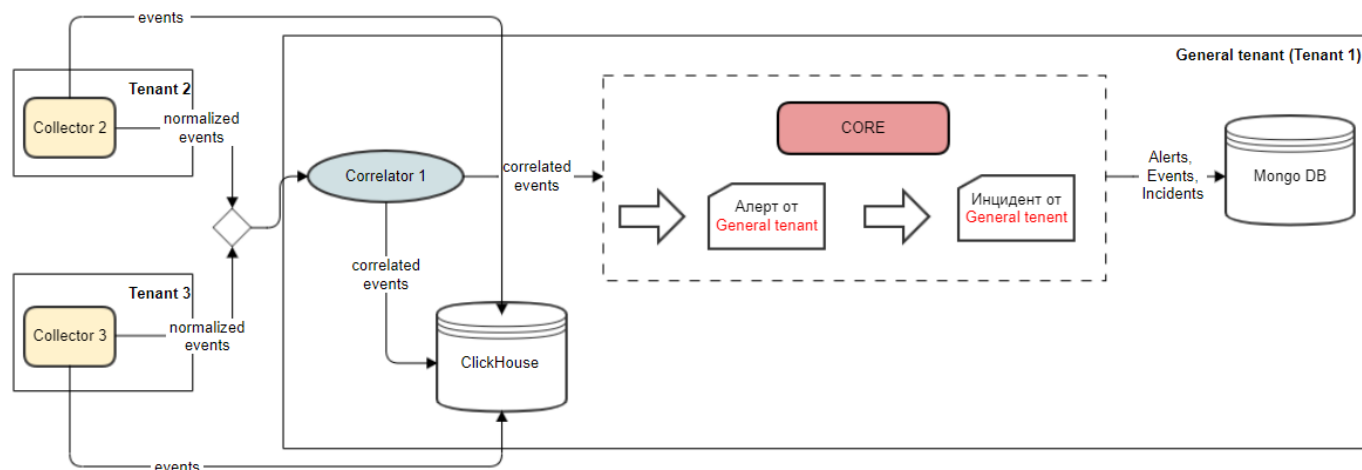 events
General tenant (Tenant 1)
Tenant 2
Collector 2
normalized
events
CORE
Correlator 1
correlated
events
Alerts,
Events,
Incidents
Mongo DB
Алерт от
General tenant
Инцидент от
General tenent
correlated
events
Tenant 3
Collector 3
normalized
events
ClickHouse
events